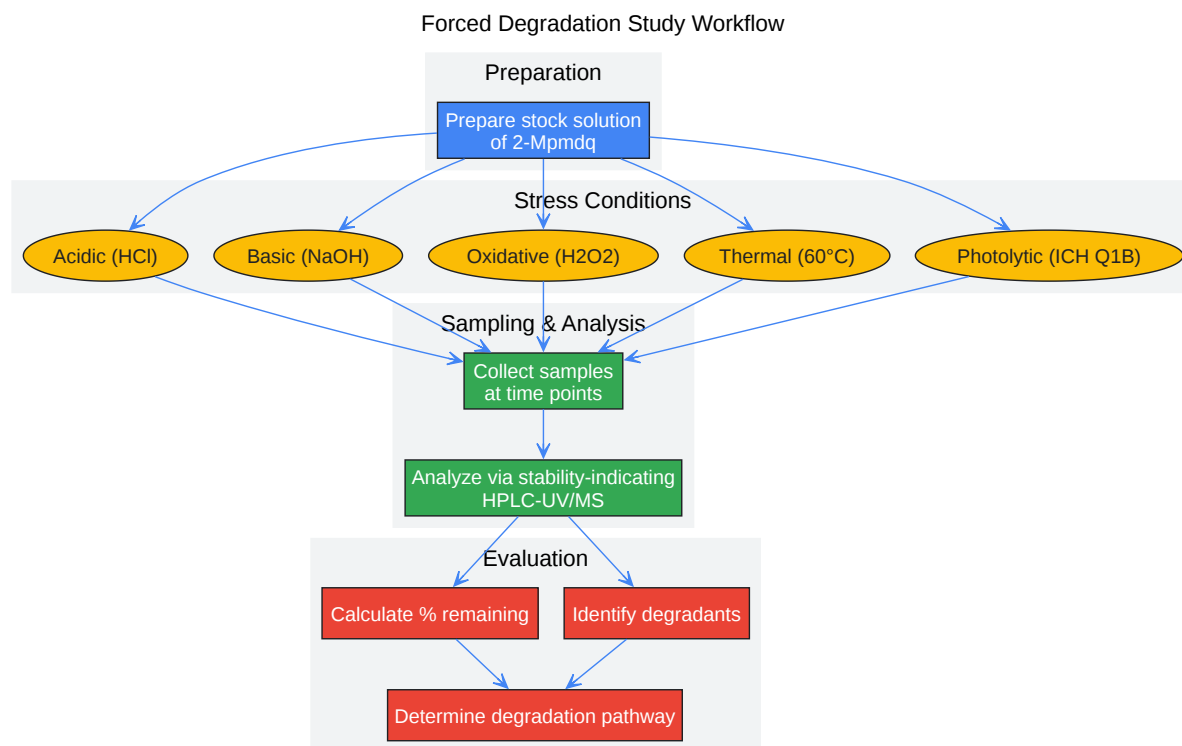 Forced Degradation Study Workflow
Preparation
Prepare stock solution
of 2-Mpmdq
Stress Conditions
Acidic (HCl)
Basic (NaOH)
Oxidative (H2O2)
Thermal (60°C)
Photolytic (ICH Q1B)
Sampling & Analysis
Collect samples
at time points
Analyze via stability-indicating
HPLC-UV/MS
Evaluation
Calculate % remaining
Identify degradants
Determine degradation pathway